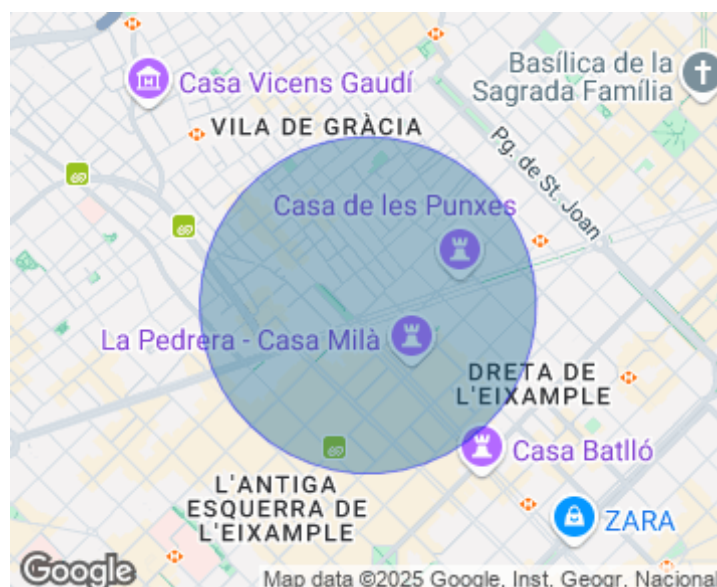 Basílica de la
Sagrada Família
Casa Vicens Gaudí
VILA DE GRÀCIA
Pg. de St. Joan
Casa de les Punxes
La Pedrera - Casa Milà
DRETA DE
L'EIXAMPLE
Casa Batlló
L'ANTIGA
ESQUERRA DE
L'EIXAMPLE
ZARA
Google
Map data ©2025 Google, Inst. Geogr. Nacional